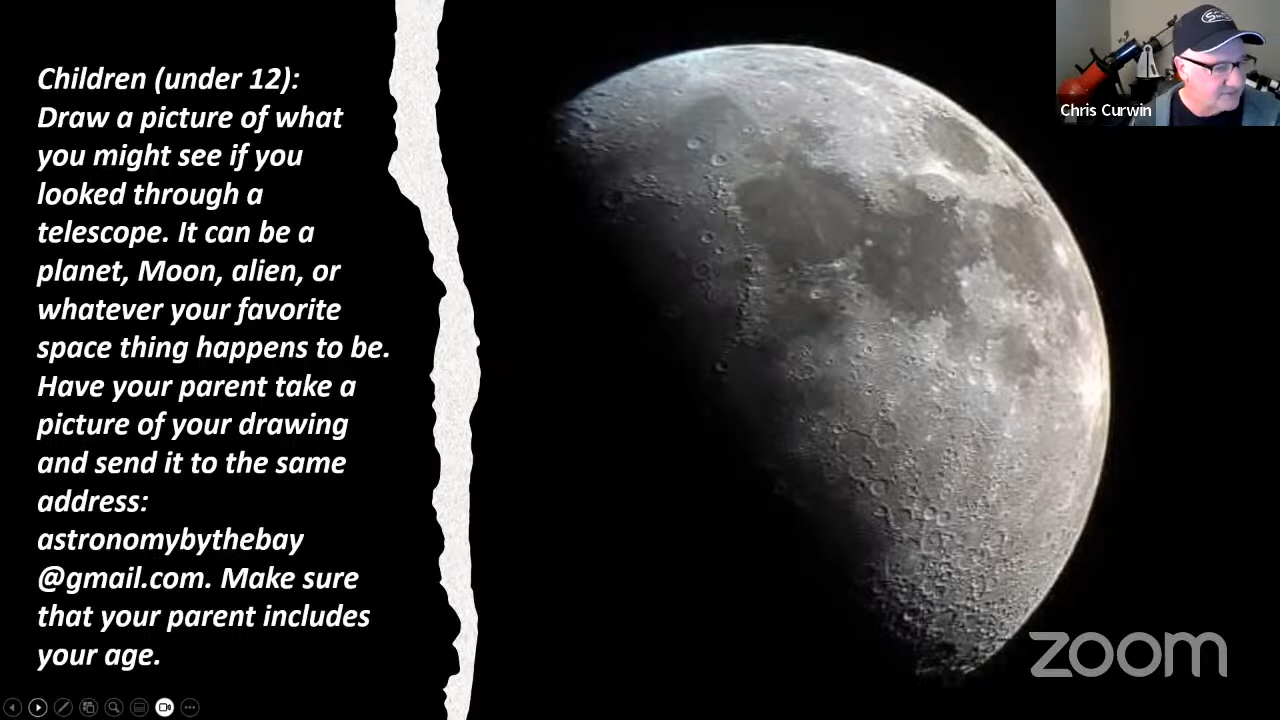 Children (under 12):
Draw a picture of what
you might see if you
looked through a
telescope. It can be a
planet, Moon, alien, or
whatever your favorite
space thing happens to be.
Have your parent take a
picture of your drawing
and send it to the same
address:
astronomybythebay
@gmail.com. Make sure
that your parent includes
your age.
Chris Curwin
zoom